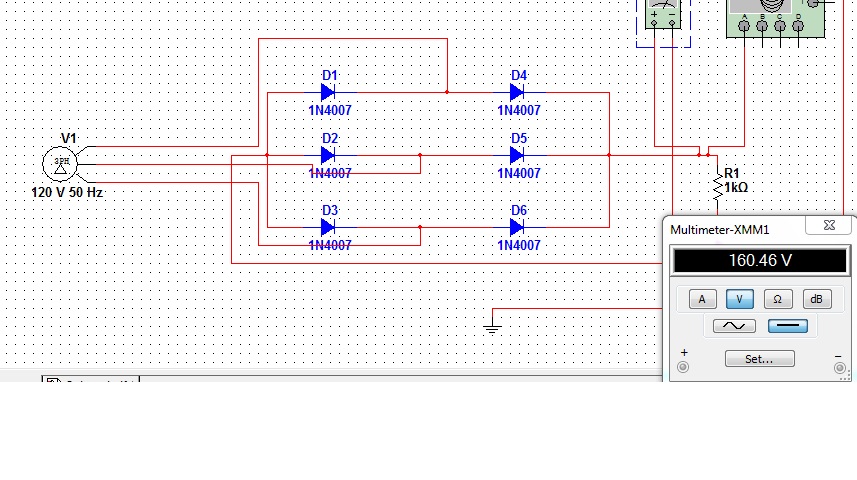 A B C D
T
+ −
D1
1N4007
D4
1N4007
V1
3PH
120 V 50 Hz
D2
1N4007
D5
1N4007
R1
1kΩ
D3
1N4007
D6
1N4007
Multimeter-XMM1
160.46 V
A V Ω dB
+ −
Set...